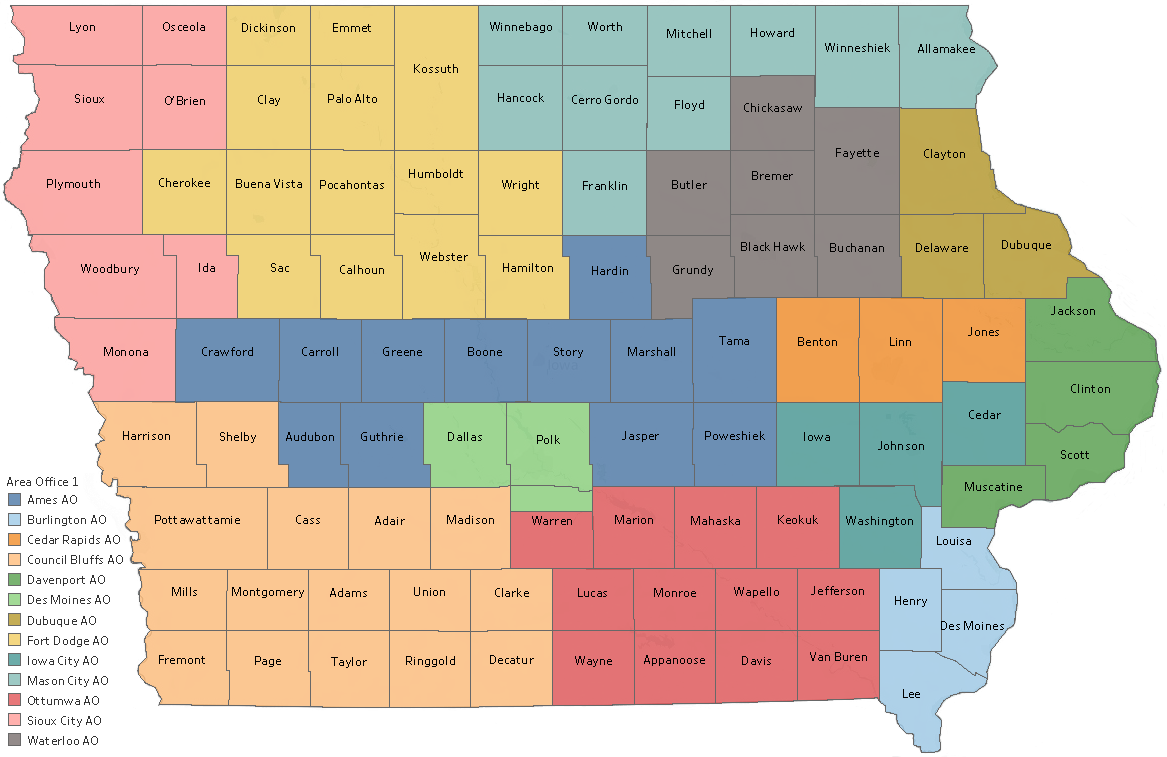 Lyon Osceola Dickinson Emmet Winnebago Worth Mitchell Howard
Kossuth Winneshiek Allamakee
Sioux O'Brien Clay Palo Alto Hancock Cerro Gordo Floyd Chickasaw
Plymouth Cherokee Buena Vista Pocahontas Humboldt Wright Franklin Butler Bremer Fayette Clayton
Woodbury Ida Sac Calhoun Webster Hamilton Hardin Grundy Black Hawk Buchanan Delaware Dubuque
Monona Crawford Carroll Greene Boone Story Marshall Tama Benton Linn Jones Jackson
Clinton
Harrison Shelby Audubon Guthrie Dallas Polk Jasper Poweshiek Iowa Johnson Cedar
Scott
Muscatine
Pottawattamie Cass Adair Madison Warren Marion Mahaska Keokuk Washington
Louisa
Mills Montgomery Adams Union Clarke Lucas Monroe Wapello Jefferson Henry
Des Moines
Fremont Page Taylor Ringgold Decatur Wayne Appanoose Davis Van Buren
Lee
Area Office 1
Ames AO
Burlington AO
Cedar Rapids AO
Council Bluffs AO
Davenport AO
Des Moines AO
Dubuque AO
Fort Dodge AO
Iowa City AO
Mason City AO
Ottumwa AO
Sioux City AO
Waterloo AO